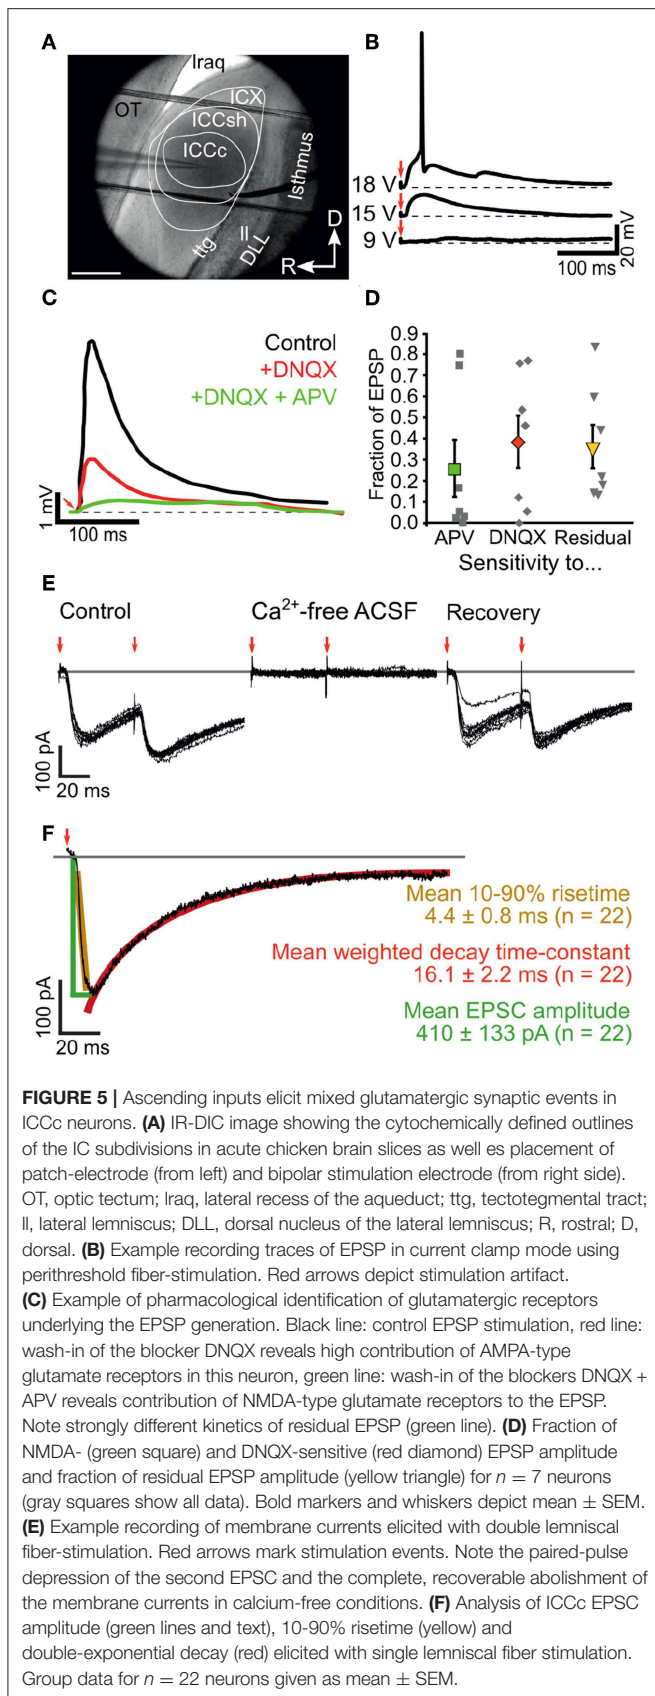 A
Iraq
OT
ICX
ICCsh
ICCc
Isthmus
ttg
ll
DLL
D
R
B
18 V
15 V
9 V
20 mV
100 ms
C
Control
+DNQX
+DNQX + APV
1 mV
100 ms
D
Fraction of EPSP
0.9
0.8
0.7
0.6
0.5
0.4
0.3
0.2
0.1
0.0
APV DNQX Residual
Sensitivity to...
E
Control Ca2+-free ACSF Recovery
100 pA
20 ms
100 pA
20 ms
F
Mean 10-90% risetime
4.4 ± 0.8 ms (n = 22)
Mean weighted decay time-constant
16.1 ± 2.2 ms (n = 22)
Mean EPSC amplitude
410 ± 133 pA (n = 22)
100 pA
20 ms
FIGURE 5 | Ascending inputs elicit mixed glutamatergic synaptic events in
ICCc neurons. (A) IR-DIC image showing the cytochemically defined outlines
of the IC subdivisions in acute chicken brain slices as well es placement of
patch-electrode (from left) and bipolar stimulation electrode (from right side).
OT, optic tectum; Iraq, lateral recess of the aqueduct; ttg, tectotegmental tract;
ll, lateral lemniscus; DLL, dorsal nucleus of the lateral lemniscus; R, rostral; D,
dorsal. (B) Example recording traces of EPSP in current clamp mode using
perithreshold fiber-stimulation. Red arrows depict stimulation artifact.
(C) Example of pharmacological identification of glutamatergic receptors
underlying the EPSP generation. Black line: control EPSP stimulation, red line:
wash-in of the blocker DNQX reveals high contribution of AMPA-type
glutamate receptors in this neuron, green line: wash-in of the blockers DNQX +
APV reveals contribution of NMDA-type glutamate receptors to the EPSP.
Note strongly different kinetics of residual EPSP (green line). (D) Fraction of
NMDA- (green square) and DNQX-sensitive (red diamond) EPSP amplitude
and fraction of residual EPSP amplitude (yellow triangle) for n = 7 neurons
(gray squares show all data). Bold markers and whiskers depict mean ± SEM.
(E) Example recording of membrane currents elicited with double lemniscal
fiber-stimulation. Red arrows mark stimulation events. Note the paired-pulse
depression of the second EPSC and the complete, recoverable abolishment of
the membrane currents in calcium-free conditions. (F) Analysis of ICCc EPSC
amplitude (green lines and text), 10-90% risetime (yellow) and
double-exponential decay (red) elicited with single lemniscal fiber stimulation.
Group data for n = 22 neurons given as mean ± SEM.